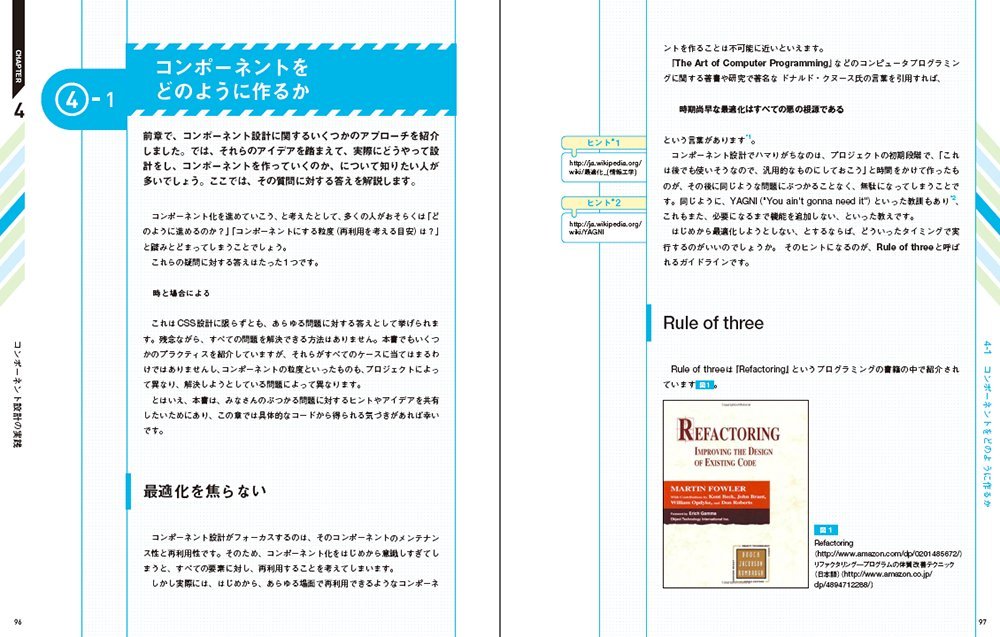 CHAPTER
4
コンポーネント設計の実践
4-1
コンポーネントを
どのように作るか
前章で、コンポーネント設計に関するいくつかのアプローチを紹介
しました。では、それらのアイデアを踏まえて、実際にどうやって設
計をし、コンポーネントを作っていくのか、について知りたい人が
多いでしょう。ここでは、その質問に対する答えを解説します。
コンポーネント化を進めていこう、と考えたとして、多くの人がおそらくは「ど
のように進めるのか？」「コンポーネントにする粒度（再利用を考える目安）は？」
と踏みとどまってしまうことでしょう。
これらの疑問に対する答えはたった1つです。
時と場合による
これはCSS設計に限らずとも、あらゆる問題に対する答えとして挙げられま
す。残念ながら、すべての問題を解決できる方法はありません。本書でもいくつ
かのプラクティスを紹介していますが、それらがすべてのケースに当てはまるわ
けではありませんし、コンポーネントの粒度といったものも、プロジェクトによっ
て異なり、解決しようとしている問題によって異なります。
とはいえ、本書は、みなさんのぶつかる問題に対するヒントやアイデアを共有
したいためにあり、この章では具体的なコードから得られる気づきがあれば幸い
です。
最適化を焦らない
コンポーネント設計がフォーカスするのは、そのコンポーネントのメンテナン
ス性と再利用性です。そのため、コンポーネント化をはじめから意識しすぎてし
まうと、すべての要素に対し、再利用することを考えてしまいます。
しかし実際には、はじめから、あらゆる場面で再利用できるようなコンポーネ
96
ントを作ることは不可能に近いといえます。
『The Art of Computer Programming』などのコンピュータプログラミン
グに関する著書や研究で著名な ドナルド・クヌース氏の言葉を引用すれば、
時期尚早な最適化はすべての悪の根源である
という言葉があります*1。
コンポーネント設計でハマりがちなのは、プロジェクトの初期段階で、「これ
は後でも使いそうなので、汎用的なものにしておこう」と時間をかけて作ったも
のが、その後に同じような問題にぶつかることなく、無駄になってしまうことで
す。同じように、YAGNI（"You ain't gonna need it"）といった教訓もあり*2、
これもまた、必要になるまで機能を追加しない、といった教えです。
はじめから最適化しようとしない、とするならば、どういったタイミングで実
行するのがいいのでしょうか。 そのヒントになるのが、Rule of threeと呼ば
れるガイドラインです。
ヒント*1
http://ja.wikipedia.org/
wiki/最適化_(情報工学)
ヒント*2
http://ja.wikipedia.org/
wiki/YAGNI
Rule of three
Rule of threeは『Refactoring』というプログラミングの書籍の中で紹介され
ています図1。
REFACTORING
IMPROVING THE DESIGN
OF EXISTING CODE
MARTIN FOWLER
With Contributions by Kent Beck, John Brant,
William Opdyke, and Don Roberts
Foreword by Erich Gamma
Object Technology International Inc.
BOOCH
JACOBSON
RUMBAUGH
図1
Refactoring
（http://www.amazon.com/dp/0201485672/）
リファクタリング―プログラムの体質改善テクニック
（日本語）（http://www.amazon.co.jp/
dp/4894712288/）
4-1 コンポーネントをどのように作るか
97